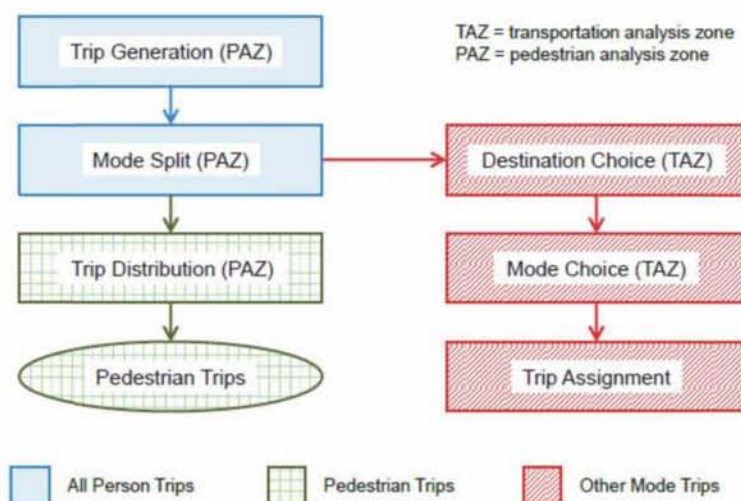 Trip Generation (PAZ)
TAZ = transportation analysis zone
PAZ = pedestrian analysis zone
Mode Split (PAZ)
Destination Choice (TAZ)
Trip Distribution (PAZ)
Mode Choice (TAZ)
Pedestrian Trips
Trip Assignment
All Person Trips
Pedestrian Trips
Other Mode Trips